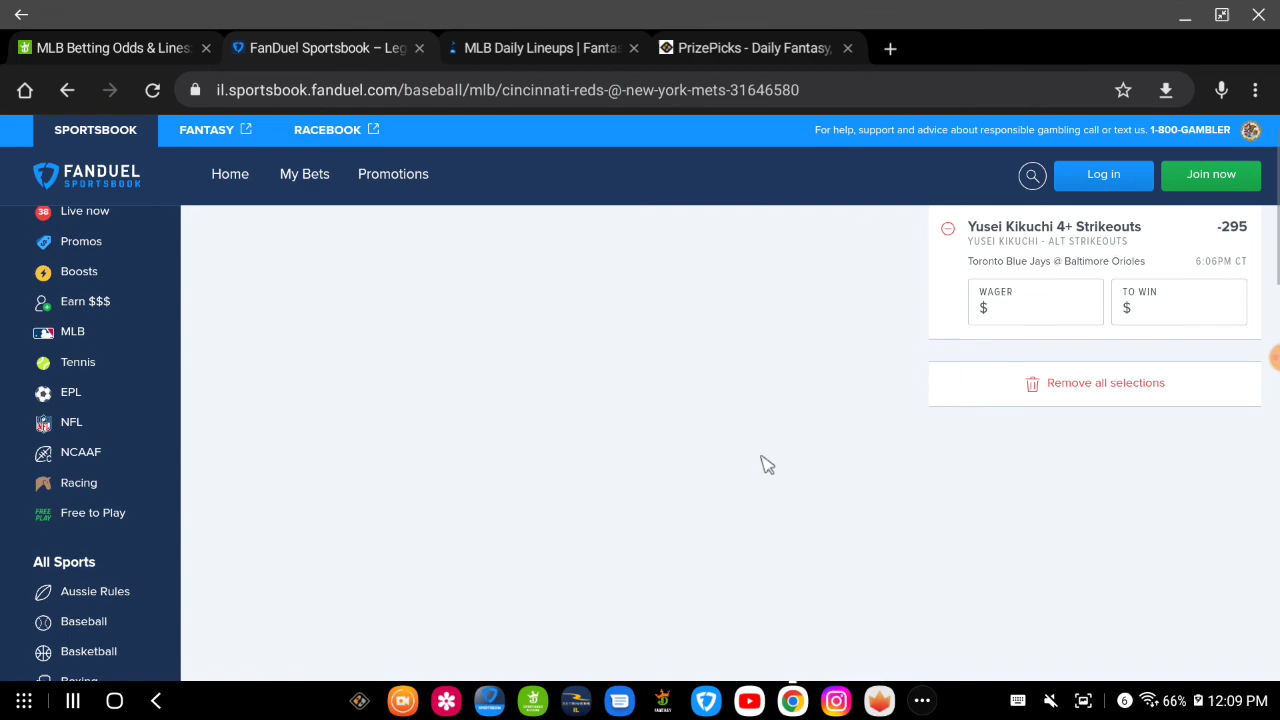 MLB Betting Odds & Lines
FanDuel Sportsbook – Leg
MLB Daily Lineups | Fantas
PrizePicks - Daily Fantasy,
il.sportsbook.fanduel.com/baseball/mlb/cincinnati-reds-@-new-york-mets-31646580
SPORTSBOOK
FANTASY
RACEBOOK
For help, support and advice about responsible gambling call or text us. 1-800-GAMBLER
FANDUEL
SPORTSBOOK
Home
My Bets
Promotions
Log in
Join now
38 Live now
Promos
Boosts
Earn $$$
MLB
Tennis
EPL
NFL
NCAAF
Racing
FREE PLAY Free to Play
All Sports
Aussie Rules
Baseball
Basketball
Boxing
Yusei Kikuchi 4+ Strikeouts -295
YUSEI KIKUCHI - ALT STRIKEOUTS
Toronto Blue Jays @ Baltimore Orioles 6:06PM CT
WAGER
$
TO WIN
$
Remove all selections
6 66% 12:09 PM